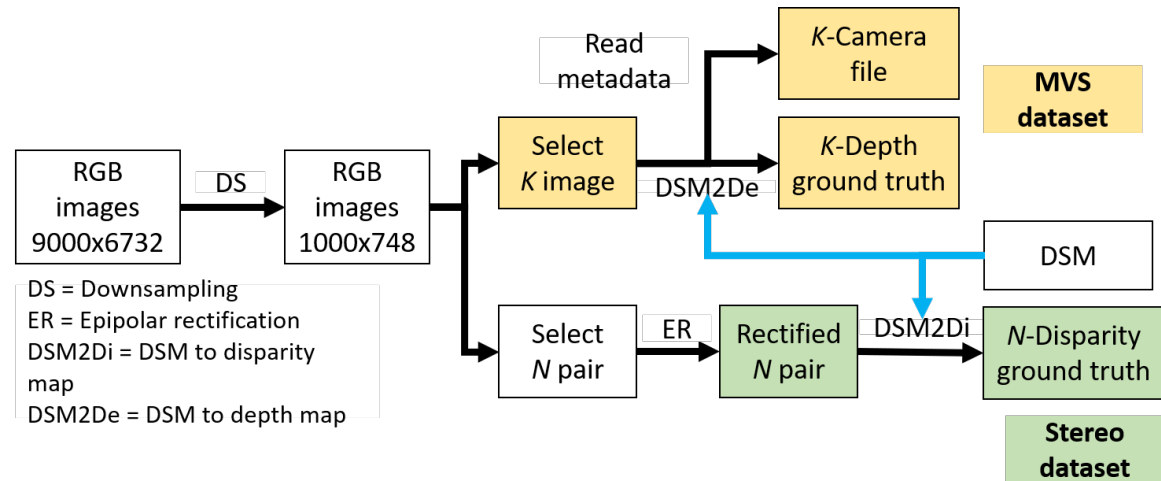 Read
metadata
K-Camera
file
MVS
dataset
RGB
images
9000x6732
DS
RGB
images
1000x748
Select
K image
DSM2De
K-Depth
ground truth
DSM
DS = Downsampling
ER = Epipolar rectification
DSM2Di = DSM to disparity
map
DSM2De = DSM to depth map
Select
N pair
ER
Rectified
N pair
DSM2Di
N-Disparity
ground truth
Stereo
dataset